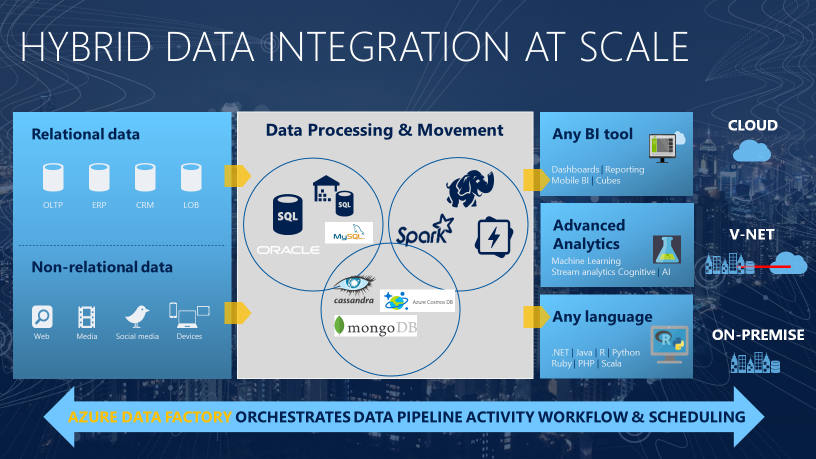 HYBRID DATA INTEGRATION AT SCALE
Relational data
OLTP
ERP
CRM
LOB
Non-relational data
Web
Media
Social media
Devices
Data Processing & Movement
SQL
SQL
MySQL
ORACLE
Spark
cassandra
Azure Cosmos DB
mongoDB
Any BI tool
Dashboards | Reporting
Mobile BI | Cubes
Advanced
Analytics
Machine Learning
Stream analytics Cognitive | AI
Any language
.NET | Java | R | Python
Ruby | PHP | Scala
R
CLOUD
V-NET
ON-PREMISE
AZURE DATA FACTORY ORCHESTRATES DATA PIPELINE ACTIVITY WORKFLOW & SCHEDULING